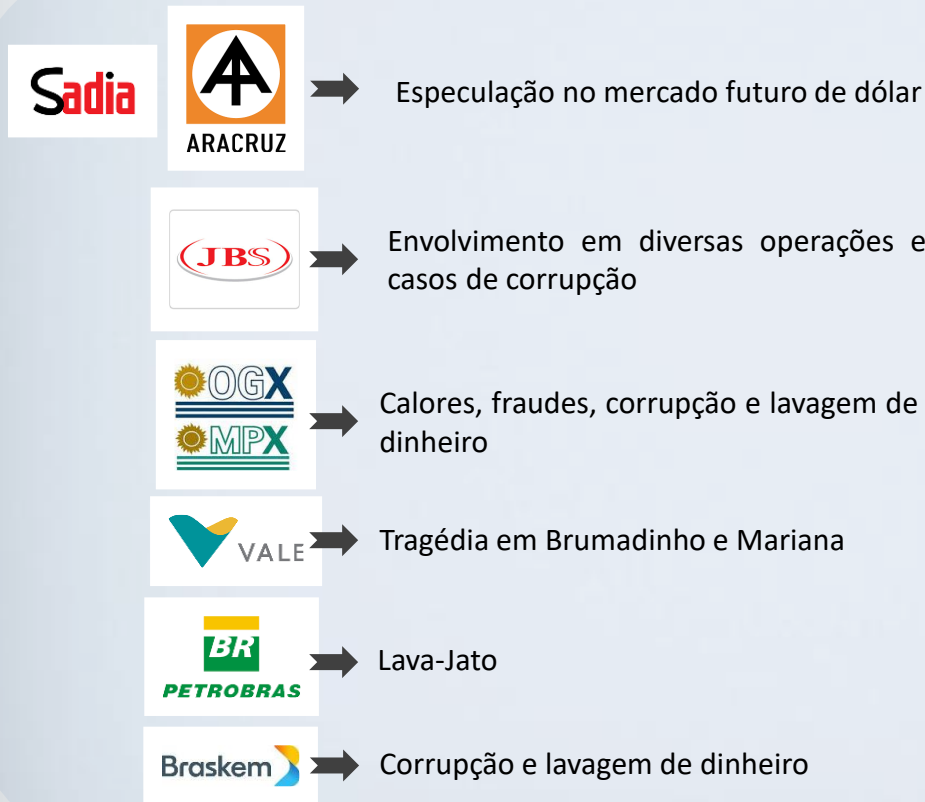 Sadia
ARACRUZ
Especulação no mercado futuro de dólar
JBS
Envolvimento em diversas operações e
casos de corrupção
OGX
MPX
Calores, fraudes, corrupção e lavagem de
dinheiro
VALE
Tragédia em Brumadinho e Mariana
BR
PETROBRAS
Lava-Jato
Braskem
Corrupção e lavagem de dinheiro